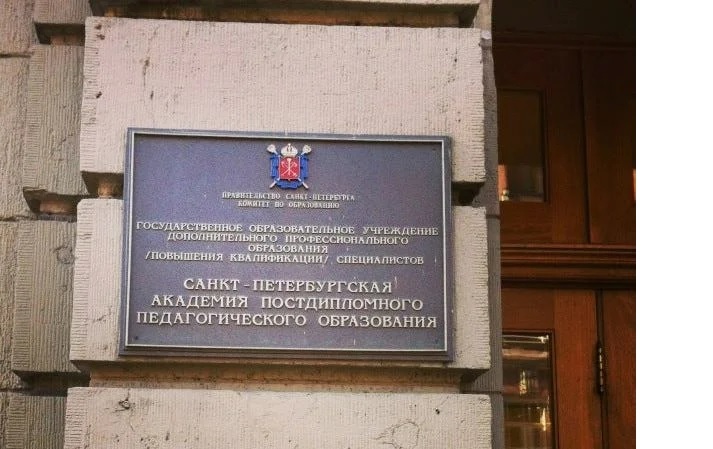 ПРАВИТЕЛЬСТВО САНКТ-ПЕТЕРБУРГА
КОМИТЕТ ПО ОБРАЗОВАНИЮ
ГОСУДАРСТВЕННОЕ ОБРАЗОВАТЕЛЬНОЕ УЧРЕЖДЕНИЕ
ДОПОЛНИТЕЛЬНОГО ПРОФЕССИОНАЛЬНОГО
ОБРАЗОВАНИЯ
/ПОВЫШЕНИЯ КВАЛИФИКАЦИИ/ СПЕЦИАЛИСТОВ
САНКТ-ПЕТЕРБУРГСКАЯ
АКАДЕМИЯ ПОСТДИПЛОМНОГО
ПЕДАГОГИЧЕСКОГО ОБРАЗОВАНИЯ